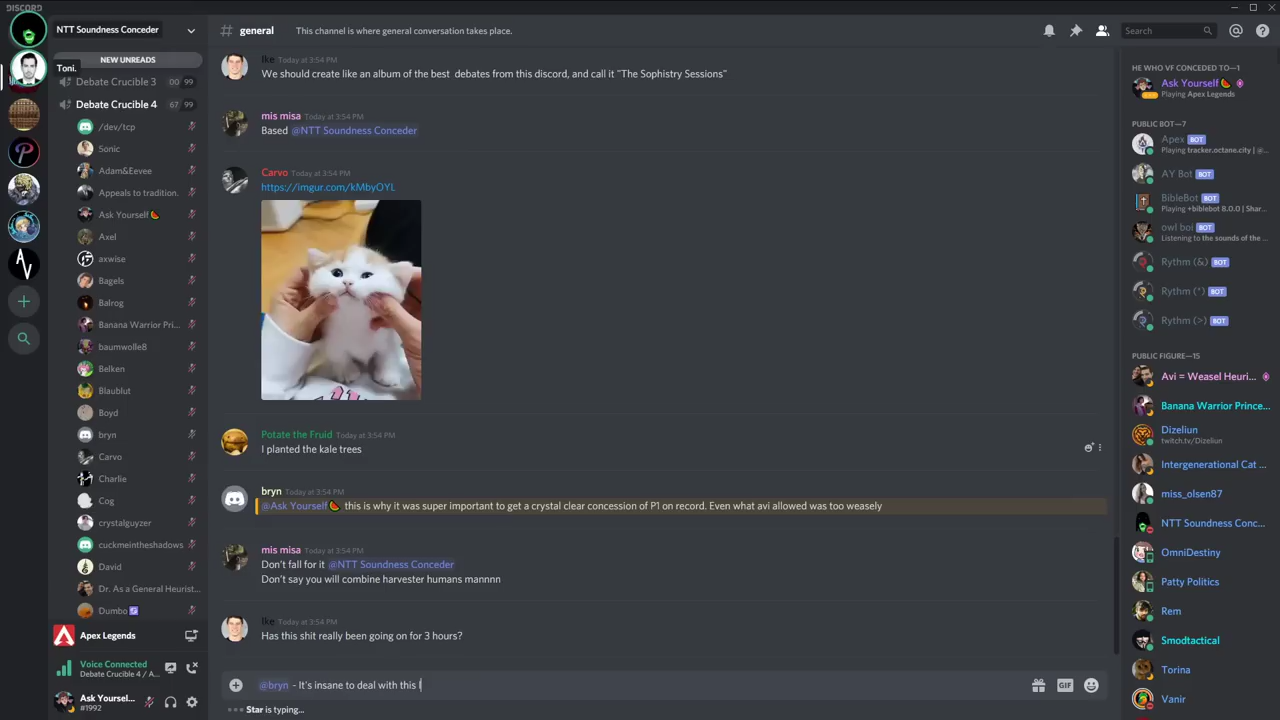 DISCORD
NTT Soundness Conceder
# general
This channel is where general conversation takes place.
Search
NEW UNREADS
Toni.
Debate Crucible 3 00 99
Debate Crucible 4 67 99
/dev/tcp
5onic
Adam&Eevee
Appeals to tradition.
Ask Yourself🍉
Axel
axwise
Bagels
Balrog
Banana Warrior Pri...
baumwolle8
Belken
Blaublut
Boyd
bryn
Carvo
Charlie
Cog
crystalguyzer
cuckmeintheshadows
David
Dr. As a General Heurist...
Dumbo
Apex Legends
Voice Connected
Debate Crucible 4 / A...
Ask Yoursel...
#1992
Ike Today at 3:54 PM
We should create like an album of the best debates from this discord, and call it "The Sophistry Sessions"
mis misa Today at 3:54 PM
Based @NTT Soundness Conceder
Carvo Today at 3:54 PM
https://imgur.com/kMbyOYL
Potate the Fruid Today at 3:54 PM
I planted the kale trees
bryn Today at 3:54 PM
@Ask Yourself🍉 this is why it was super important to get a crystal clear concession of P1 on record. Even what avi allowed was too weasely
mis misa Today at 3:54 PM
Don't fall for it @NTT Soundness Conceder
Don't say you will combine harvester humans mannnn
Ike Today at 3:54 PM
Has this shit really been going on for 3 hours?
@bryn - It's insane to deal with this
GIF
Star is typing...
HE WHO VF CONCEDED TO—1
Ask Yourself🍉
Playing Apex Legends
PUBLIC BOT—7
Apex BOT
Playing tracker.octane.city | @...
AY Bot BOT
BibleBot BOT
Playing +biblebot 8.0.0 | Shar...
owl boi BOT
Listening to the sounds of the ...
Rythm (&) BOT
Rythm (*) BOT
Rythm (>) BOT
PUBLIC FIGURE—15
Avi = Weasel Heuri...
Banana Warrior Prince...
Dizeliun
twitch.tv/Dizeliun
Intergenerational Cat ...
miss_olsen87
NTT Soundness Conc...
OmniDestiny
Patty Politics
Rem
Smodtactical
Torina
Vanir